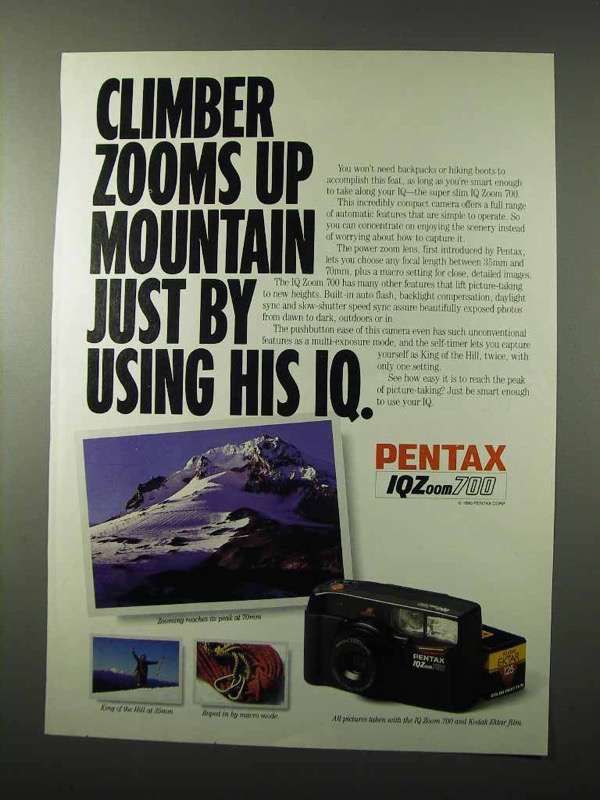 CLIMBER
ZOOMS UP
MOUNTAIN
JUST BY
USING HIS IQ.
You won't need backpacks or hiking boots to
accomplish this feat, as long as you're smart enough
to take along your IQ—the super slim IQ Zoom 700.
This incredibly compact camera offers a full range
of automatic features that are simple to operate. So
you can concentrate on enjoying the scenery instead
of worrying about how to capture it.
The power zoom lens, first introduced by Pentax,
lets you choose any focal length between 35mm and
70mm, plus a macro setting for close, detailed images.
The IQ Zoom 700 has many other features that lift picture-taking
to new heights. Built-in auto flash, backlight compensation, daylight
sync and slow-shutter speed sync assure beautifully exposed photos
from dawn to dark, outdoors or in.
The pushbutton ease of this camera even has such unconventional
features as a multi-exposure mode, and the self-timer lets you capture
yourself as King of the Hill, twice, with
only one setting.
See how easy it is to reach the peak
of picture-taking? Just be smart enough
to use your IQ.
PENTAX
IQZoom 700
© 1990 PENTAX CORP.
Zooming reaches its peak at 70mm
King of the Hill at 35mm
Roped in by macro mode.
PENTAX
IQZoom
EKTAR
125
All pictures taken with the IQ Zoom 700 and Kodak Ektar film.